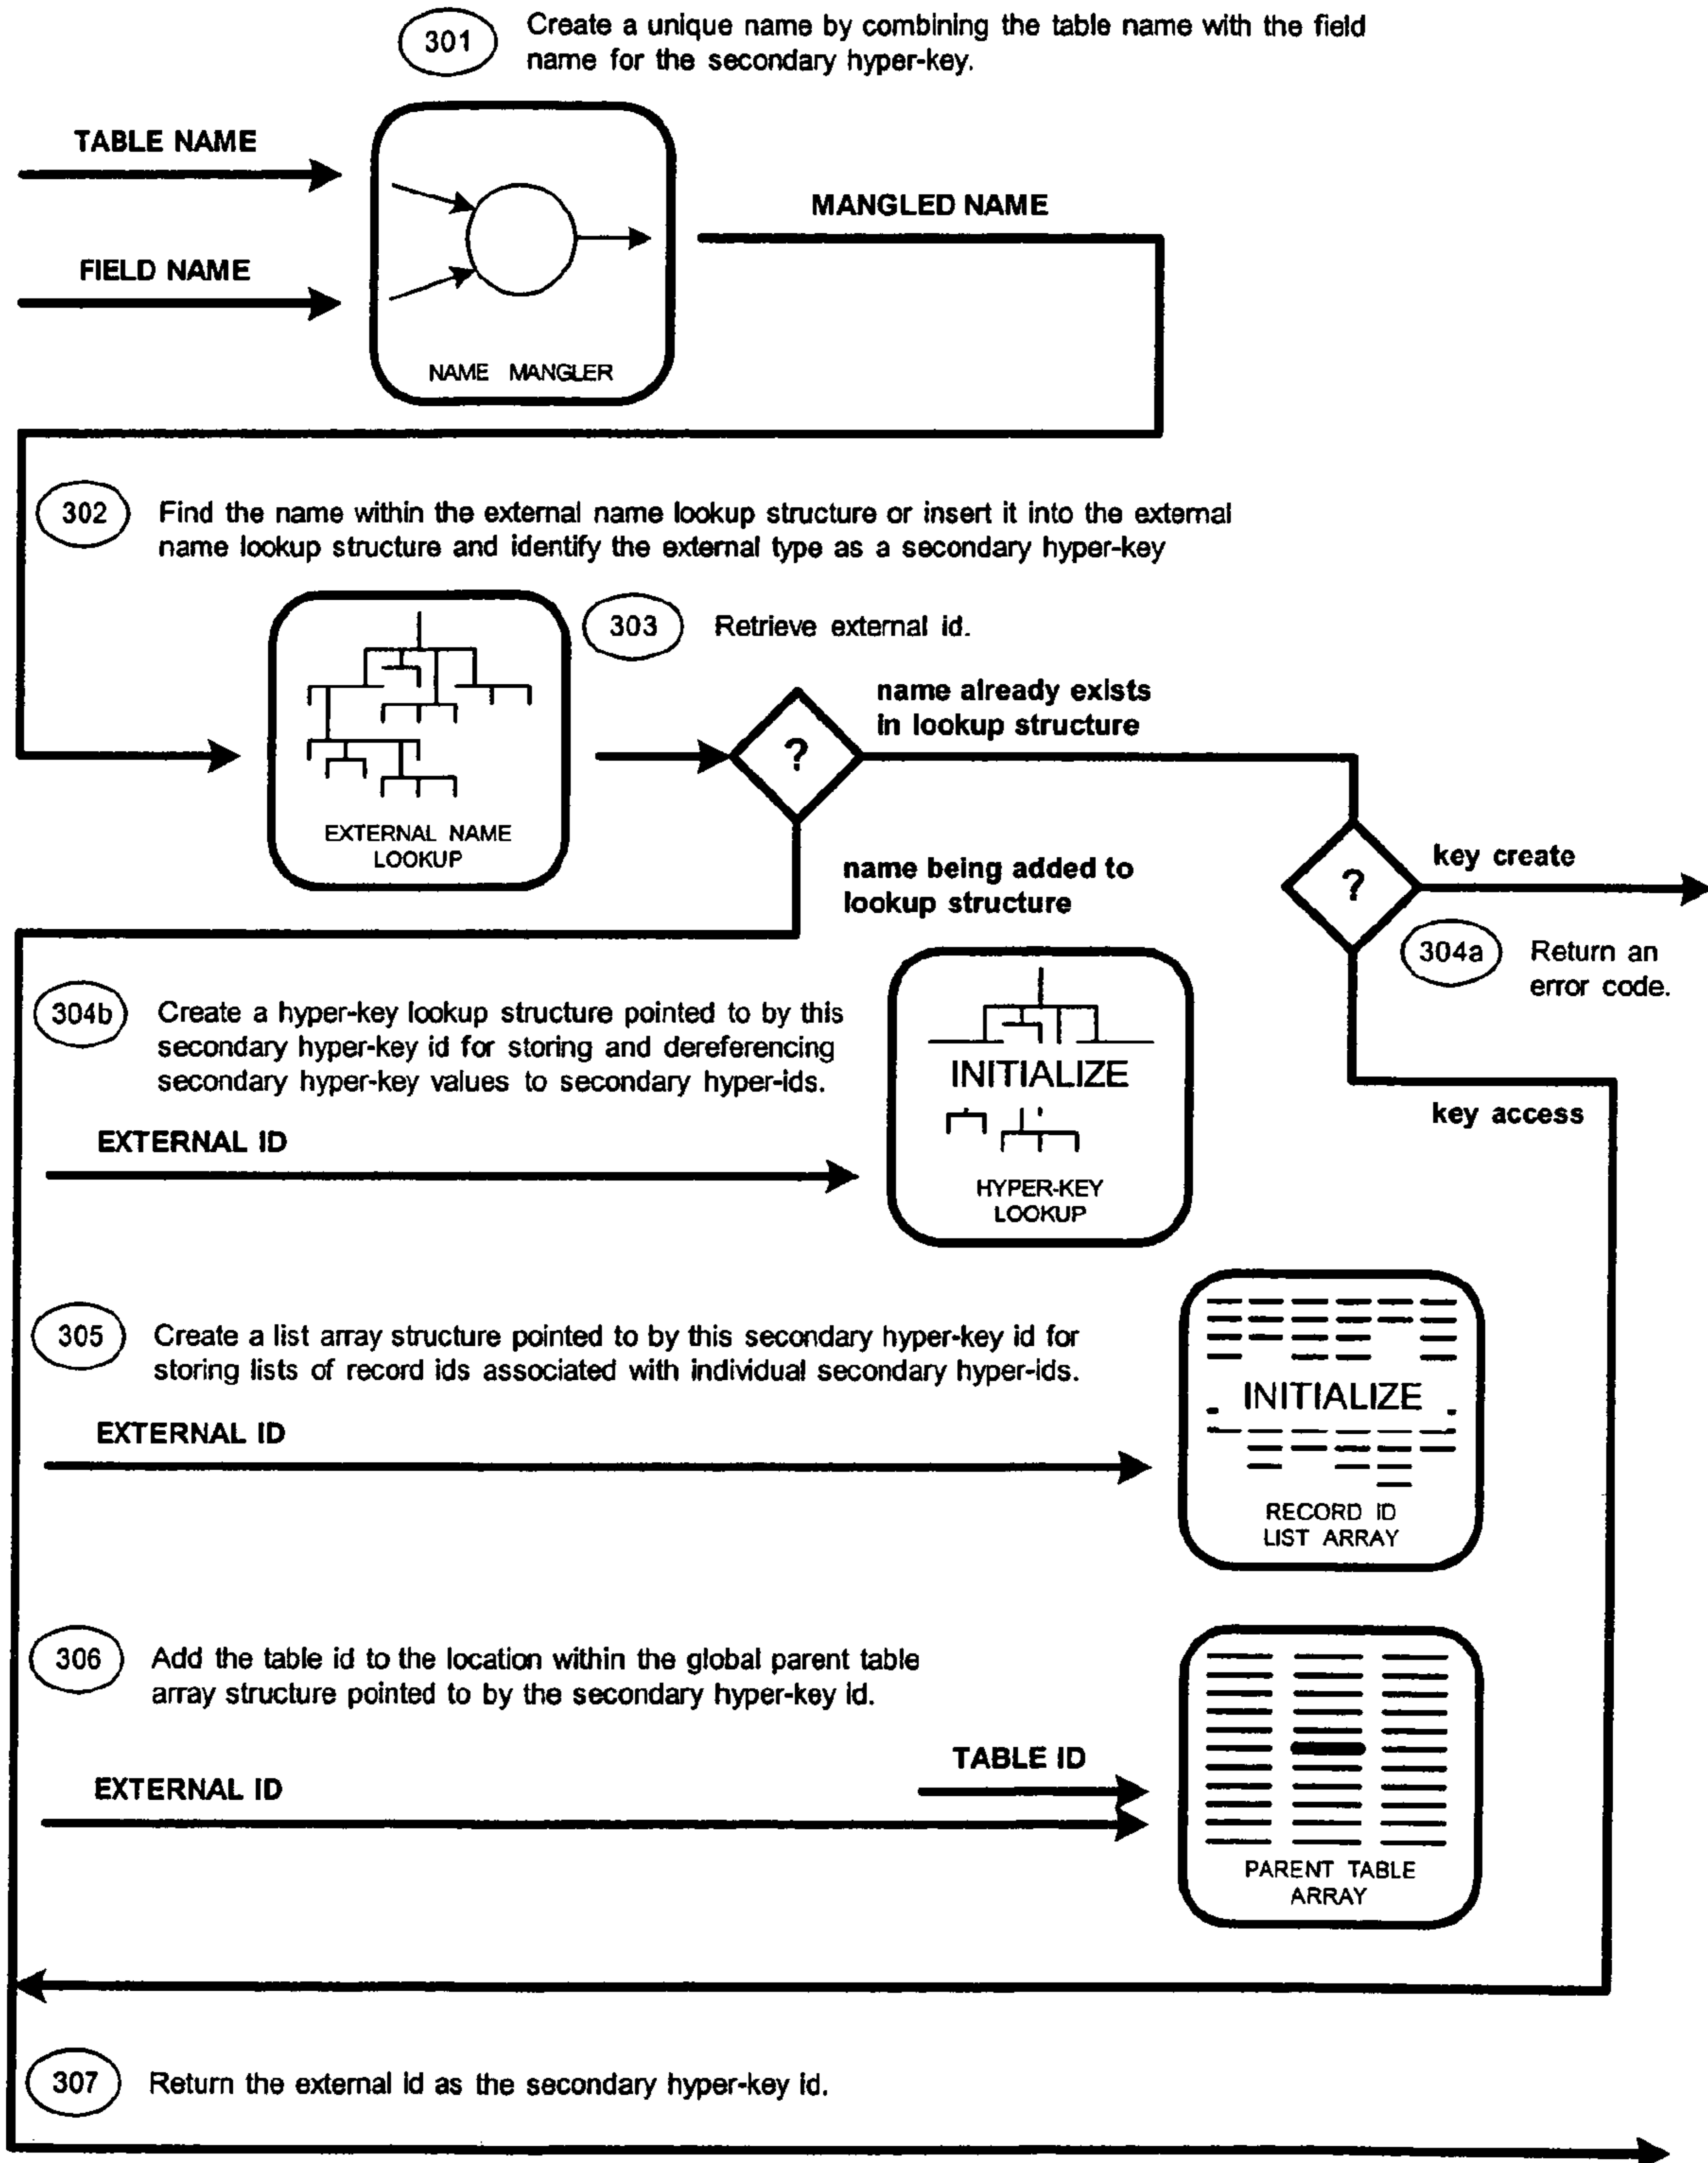 301
Create a unique name by combining the table name with the field
name for the secondary hyper-key.
TABLE NAME
FIELD NAME
NAME MANGLER
MANGLED NAME
302
Find the name within the external name lookup structure or insert it into the external
name lookup structure and identify the external type as a secondary hyper-key
303
Retrieve external id.
EXTERNAL NAME
LOOKUP
?
name already exists
in lookup structure
name being added to
lookup structure
?
key create
304a
Return an
error code.
key access
304b
Create a hyper-key lookup structure pointed to by this
secondary hyper-key id for storing and dereferencing
secondary hyper-key values to secondary hyper-ids.
EXTERNAL ID
INITIALIZE
HYPER-KEY
LOOKUP
305
Create a list array structure pointed to by this secondary hyper-key id for
storing lists of record ids associated with individual secondary hyper-ids.
EXTERNAL ID
INITIALIZE
RECORD ID
LIST ARRAY
306
Add the table id to the location within the global parent table
array structure pointed to by the secondary hyper-key id.
TABLE ID
EXTERNAL ID
PARENT TABLE
ARRAY
307
Return the external id as the secondary hyper-key id.